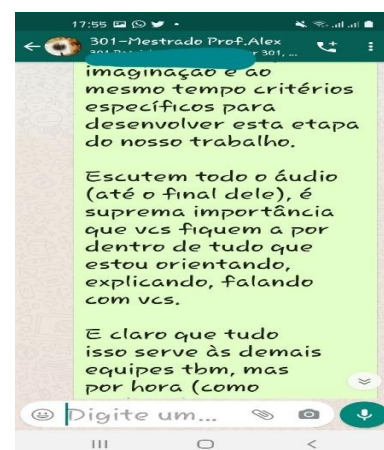 17:55
301-Mestrado Prof.Alex
301, ...
imaginação e ao
mesmo tempo critérios
específicos para
desenvolver esta etapa
do nosso trabalho.
Escutem todo o áudio
(até o final dele), é
suprema importância
que vcs fiquem a por
dentro de tudo que
estou orientando,
explicando, falando
com vcs.
E claro que tudo
isso serve às demais
equipes tbm, mas
por hora (como
Digite um...